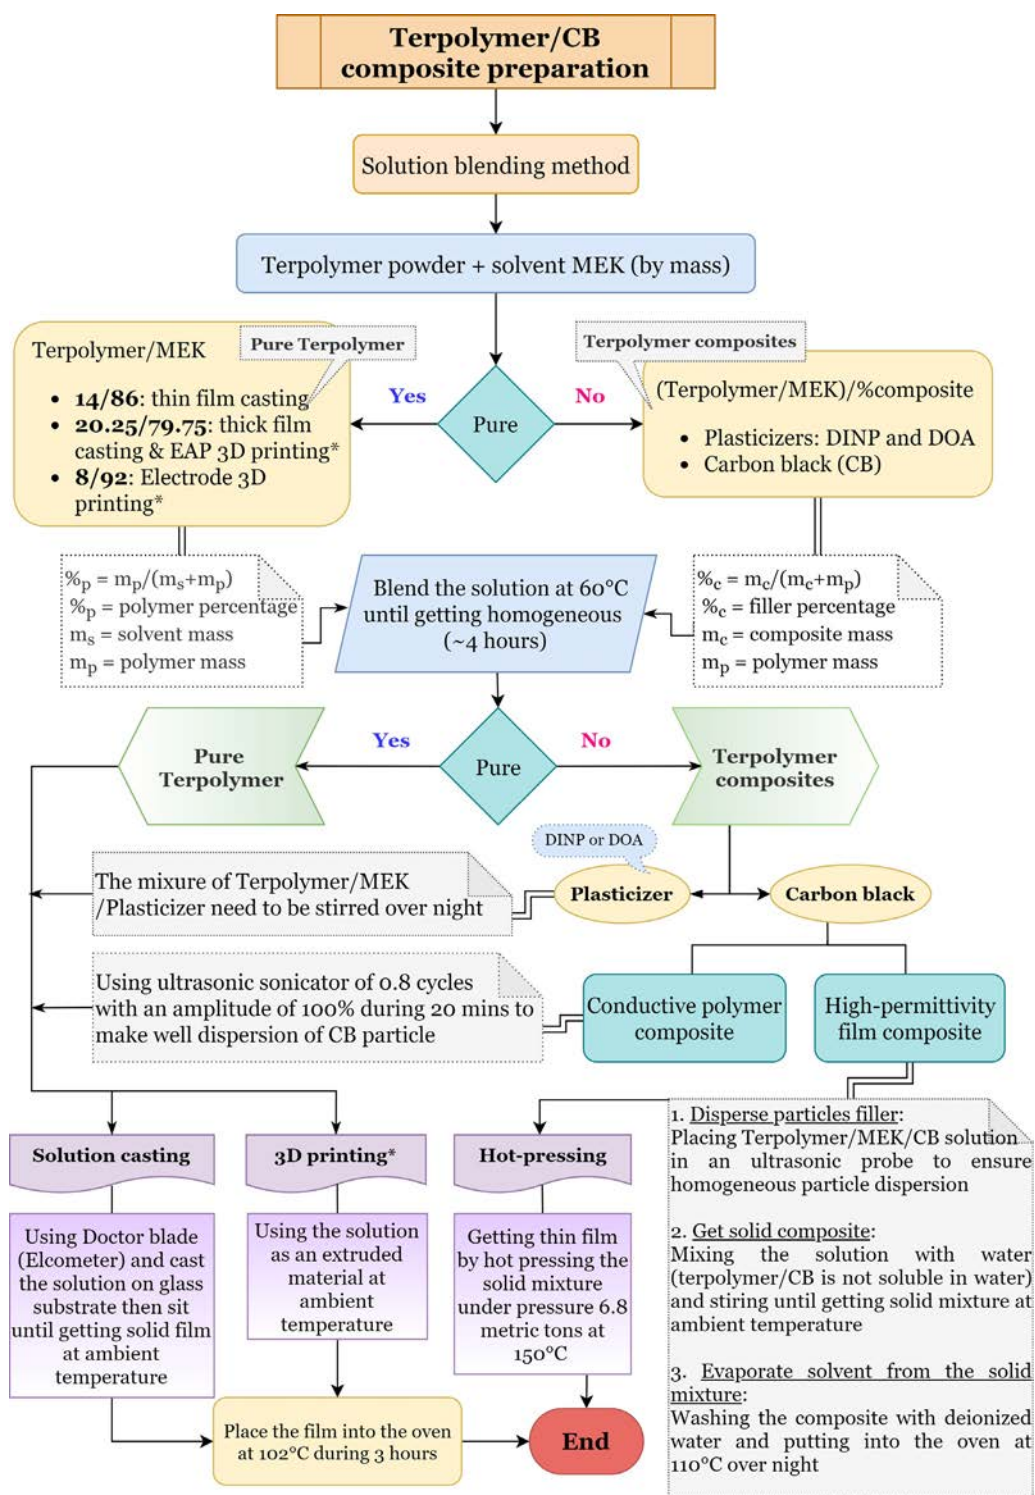 Terpolymer/CB
composite preparation
Solution blending method
Terpolymer powder + solvent MEK (by mass)
Pure Terpolymer
Terpolymer/MEK
• 14/86: thin film casting
• 20.25/79.75: thick film
casting & EAP 3D printing*
• 8/92: Electrode 3D
printing*
Yes
Pure
No
Terpolymer composites
(Terpolymer/MEK)/%composite
• Plasticizers: DINP and DOA
• Carbon black (CB)
%p = mp/(ms+mp)
%p = polymer percentage
ms = solvent mass
mp = polymer mass
Blend the solution at 60°C
until getting homogeneous
(~4 hours)
%c = mc/(mc+mp)
%c = filler percentage
mc = composite mass
mp = polymer mass
Pure
Terpolymer
Yes
Pure
No
Terpolymer
composites
DINP or DOA
The mixure of Terpolymer/MEK
/Plasticizer need to be stirred over night
Plasticizer
Carbon black
Using ultrasonic sonicator of 0.8 cycles
with an amplitude of 100% during 20 mins to
make well dispersion of CB particle
Conductive polymer
composite
High-permittivity
film composite
Solution casting
3D printing*
Hot-pressing
Using Doctor blade
(Elcometer) and cast
the solution on glass
substrate then sit
until getting solid film
at ambient
temperature
Using the solution
as an extruded
material at
ambient
temperature
Getting thin film
by hot pressing the
solid mixture
under pressure 6.8
metric tons at
150°C
1. Disperse particles filler:
Placing Terpolymer/MEK/CB solution
in an ultrasonic probe to ensure
homogeneous particle dispersion
2. Get solid composite:
Mixing the solution with water
(terpolymer/CB is not soluble in water)
and stiring until getting solid mixture at
ambient temperature
3. Evaporate solvent from the solid
mixture:
Washing the composite with deionized
water and putting into the oven at
110°C over night
Place the film into the oven
at 102°C during 3 hours
End